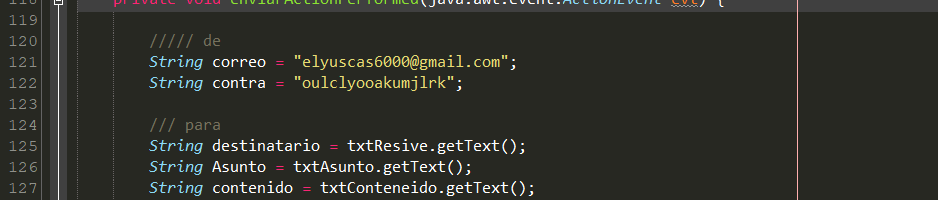 118 private void enviarActionPerformed(java.awt.event.ActionEvent evt) {
119
120 ///// de
121 String correo = "elyuscas6000@gmail.com";
122 String contra = "oulclyooakumjlrk";
123
124 /// para
125 String destinatario = txtResive.getText();
126 String Asunto = txtAsunto.getText();
127 String contenido = txtConteneido.getText();